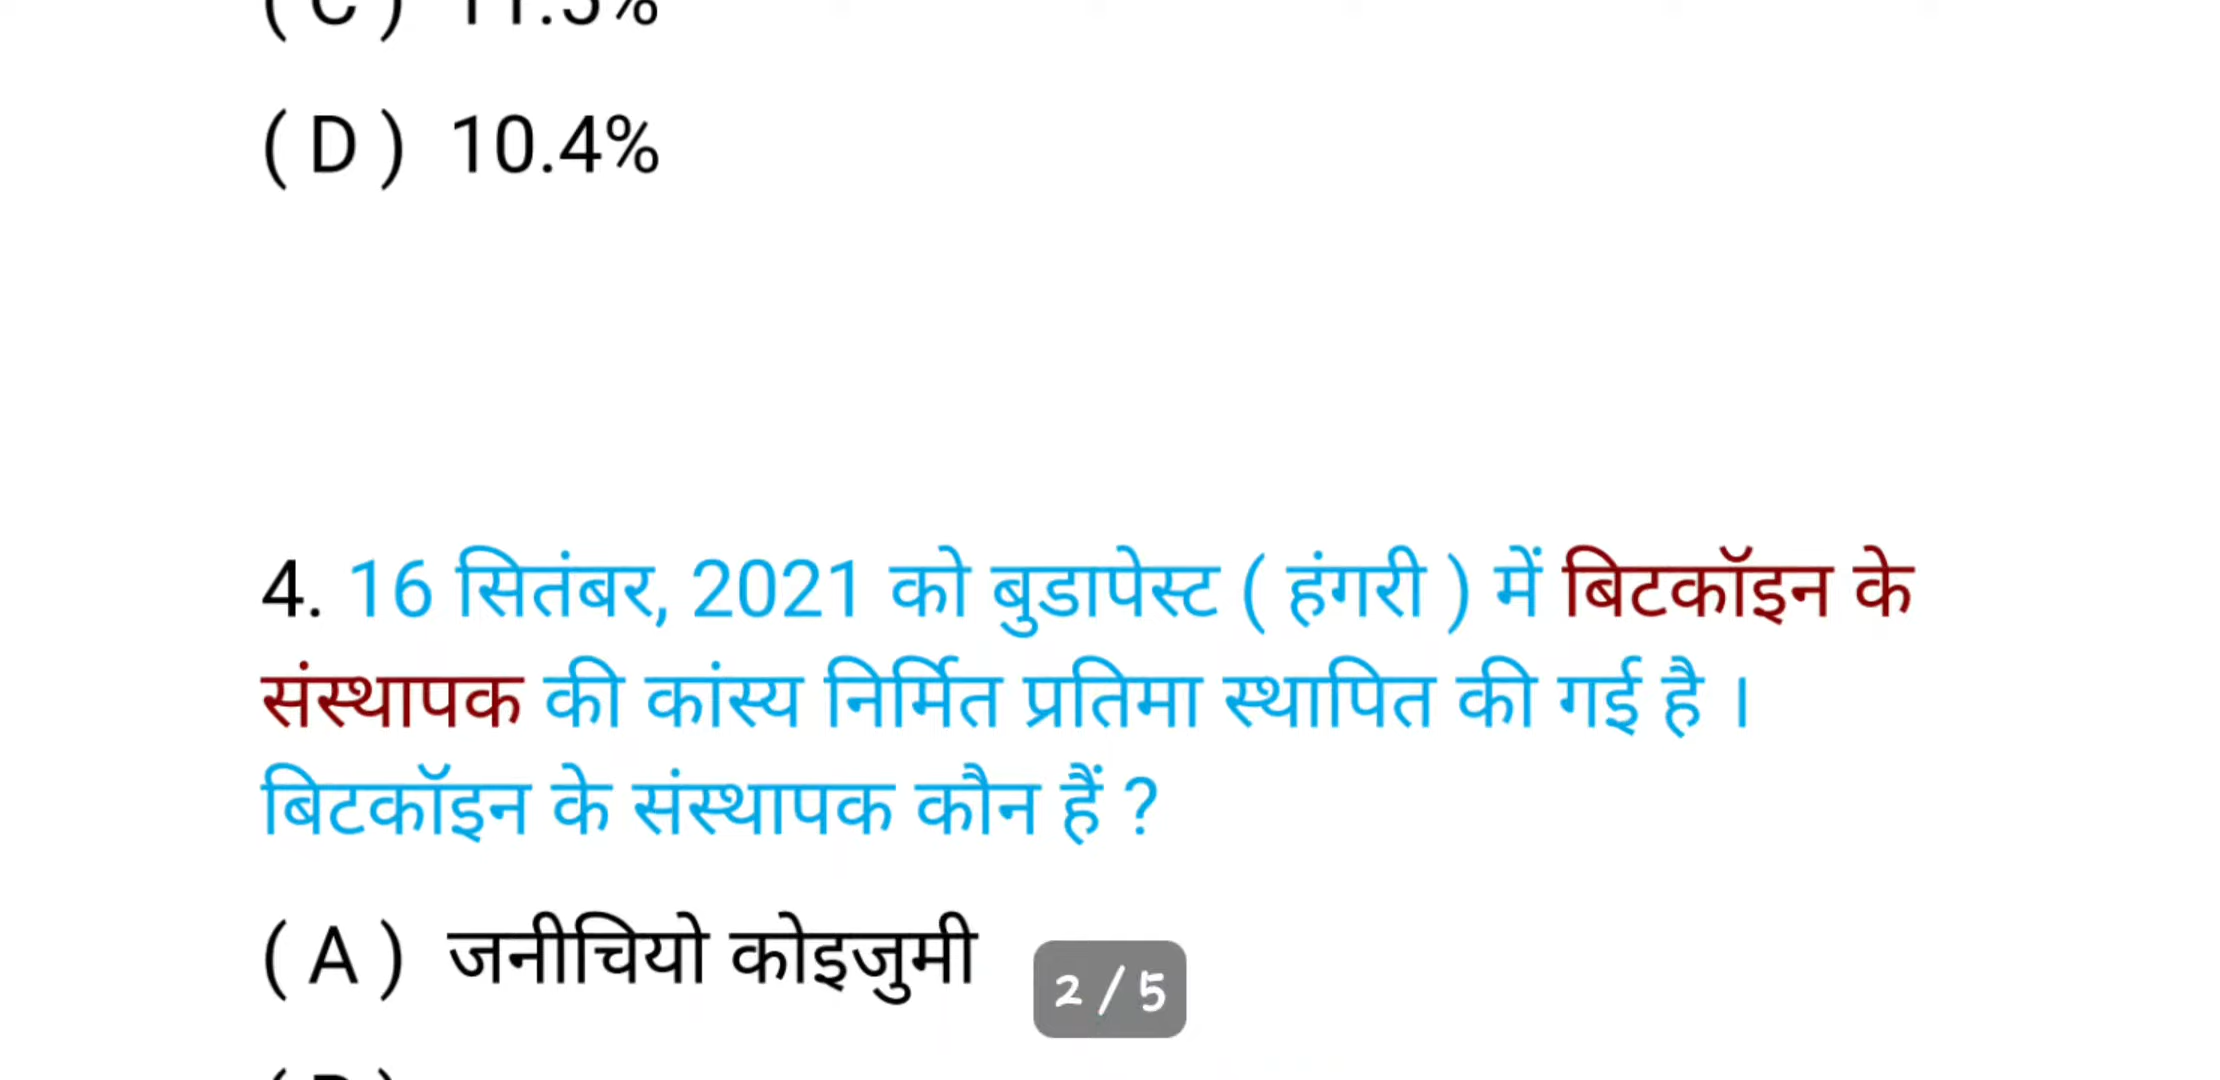 ( D ) 10.4%
4. 16 सितंबर, 2021 को बुडापेस्ट ( हंगरी ) में बिटकॉइन के
संस्थापक की कांस्य निर्मित प्रतिमा स्थापित की गई है ।
बिटकॉइन के संस्थापक कौन हैं ?
( A ) जनीचियो कोइजुमी
2 / 5